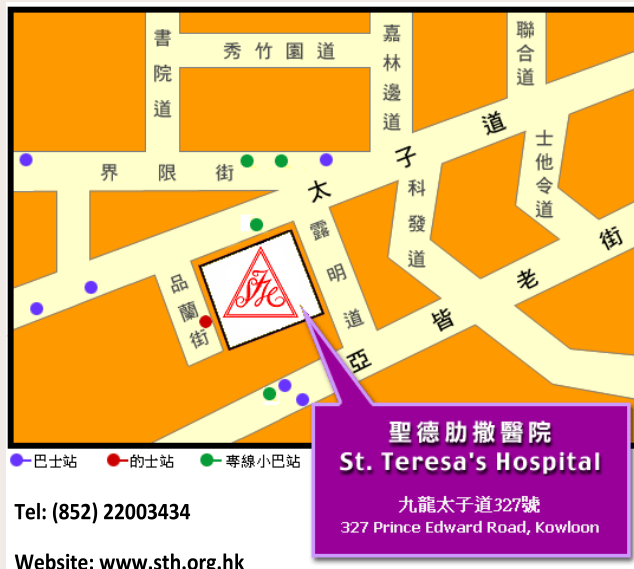 書院道
秀竹園道
嘉林邊道
聯合道
界限街
太子道
士他令道
科發道
露明道
品蘭街
STH
亞皆老街
巴士站
的士站
專線小巴站
聖德肋撒醫院
St. Teresa's Hospital
九龍太子道327號
327 Prince Edward Road, Kowloon
Tel: (852) 22003434
Website: www.sth.org.hk